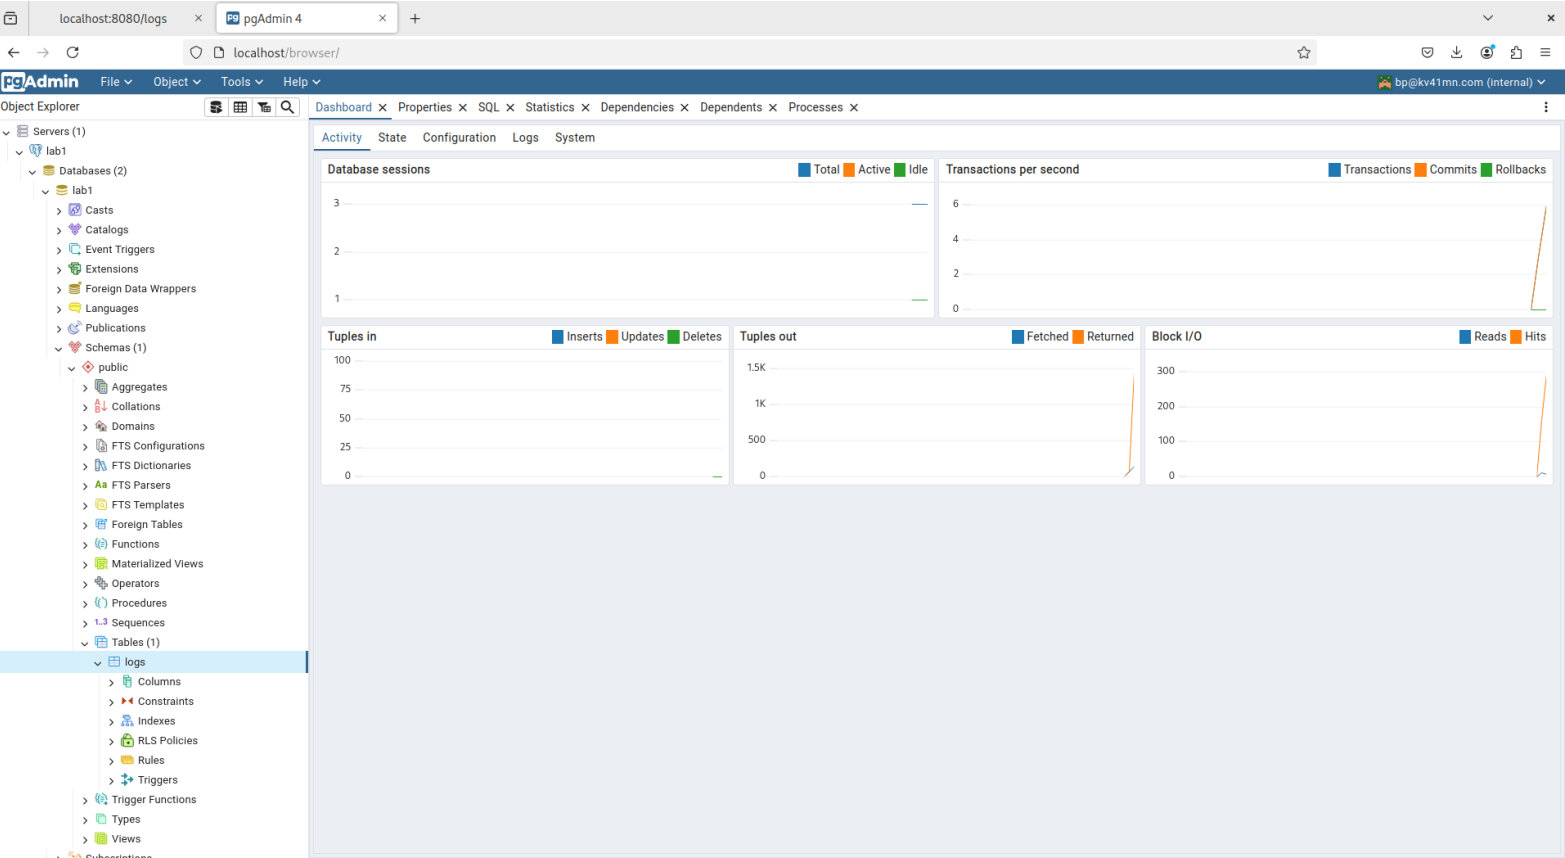 localhost:8080/logs
pgAdmin 4
localhost/browser/
pgAdmin File Object Tools Help bp@kv41mn.com (internal)
Object Explorer
Servers (1)
lab1
Databases (2)
lab1
Casts
Catalogs
Event Triggers
Extensions
Foreign Data Wrappers
Languages
Publications
Schemas (1)
public
Aggregates
Collations
Domains
FTS Configurations
FTS Dictionaries
Aa FTS Parsers
FTS Templates
Foreign Tables
Functions
Materialized Views
Operators
Procedures
1..3 Sequences
Tables (1)
logs
Columns
Constraints
Indexes
RLS Policies
Rules
Triggers
Trigger Functions
Types
Views
Subscriptions
Dashboard Properties SQL Statistics Dependencies Dependents Processes
Activity State Configuration Logs System
Database sessions Total Active Idle
3
2
1
Transactions per second Transactions Commits Rollbacks
6
4
2
0
Tuples in Inserts Updates Deletes
100
75
50
25
0
Tuples out Fetched Returned
1.5K
1K
500
0
Block I/O Reads Hits
300
200
100
0